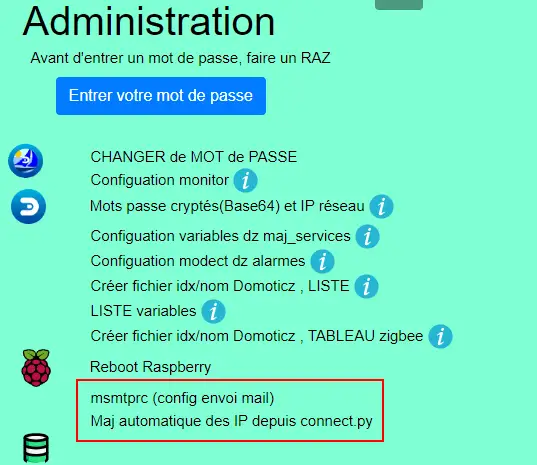 Administration
Avant d'entrer un mot de passe, faire un RAZ
Entrer votre mot de passe
CHANGER de MOT de PASSE
Configuation monitor i
Mots passe cryptés(Base64) et IP réseau i
Configuation variables dz maj_services i
Configuation modect dz alarmes i
Créer fichier idx/nom Domoticz , LISTE i
LISTE variables i
Créer fichier idx/nom Domoticz , TABLEAU zigbee i
Reboot Raspberry
msmtprc (config envoi mail)
Maj automatique des IP depuis connect.py